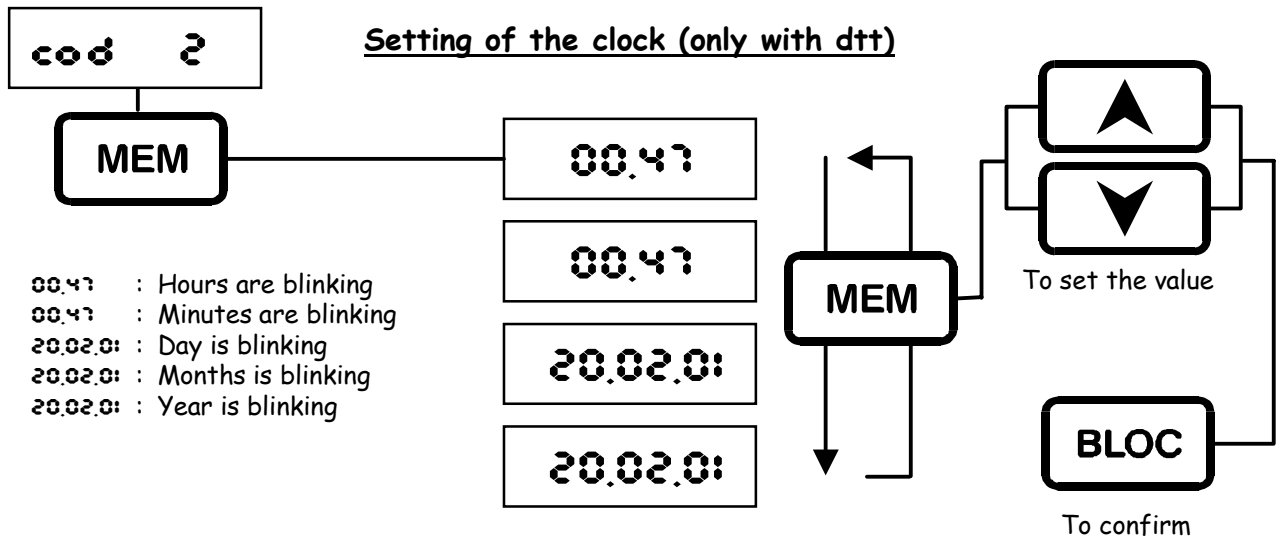 cod 2
Setting of the clock (only with dtt)
MEM
00.47
00.47
20.02.01
20.02.01
00.47 : Hours are blinking
00.47 : Minutes are blinking
20.02.01 : Day is blinking
20.02.01 : Months is blinking
20.02.01 : Year is blinking
MEM
To set the value
BLOC
To confirm